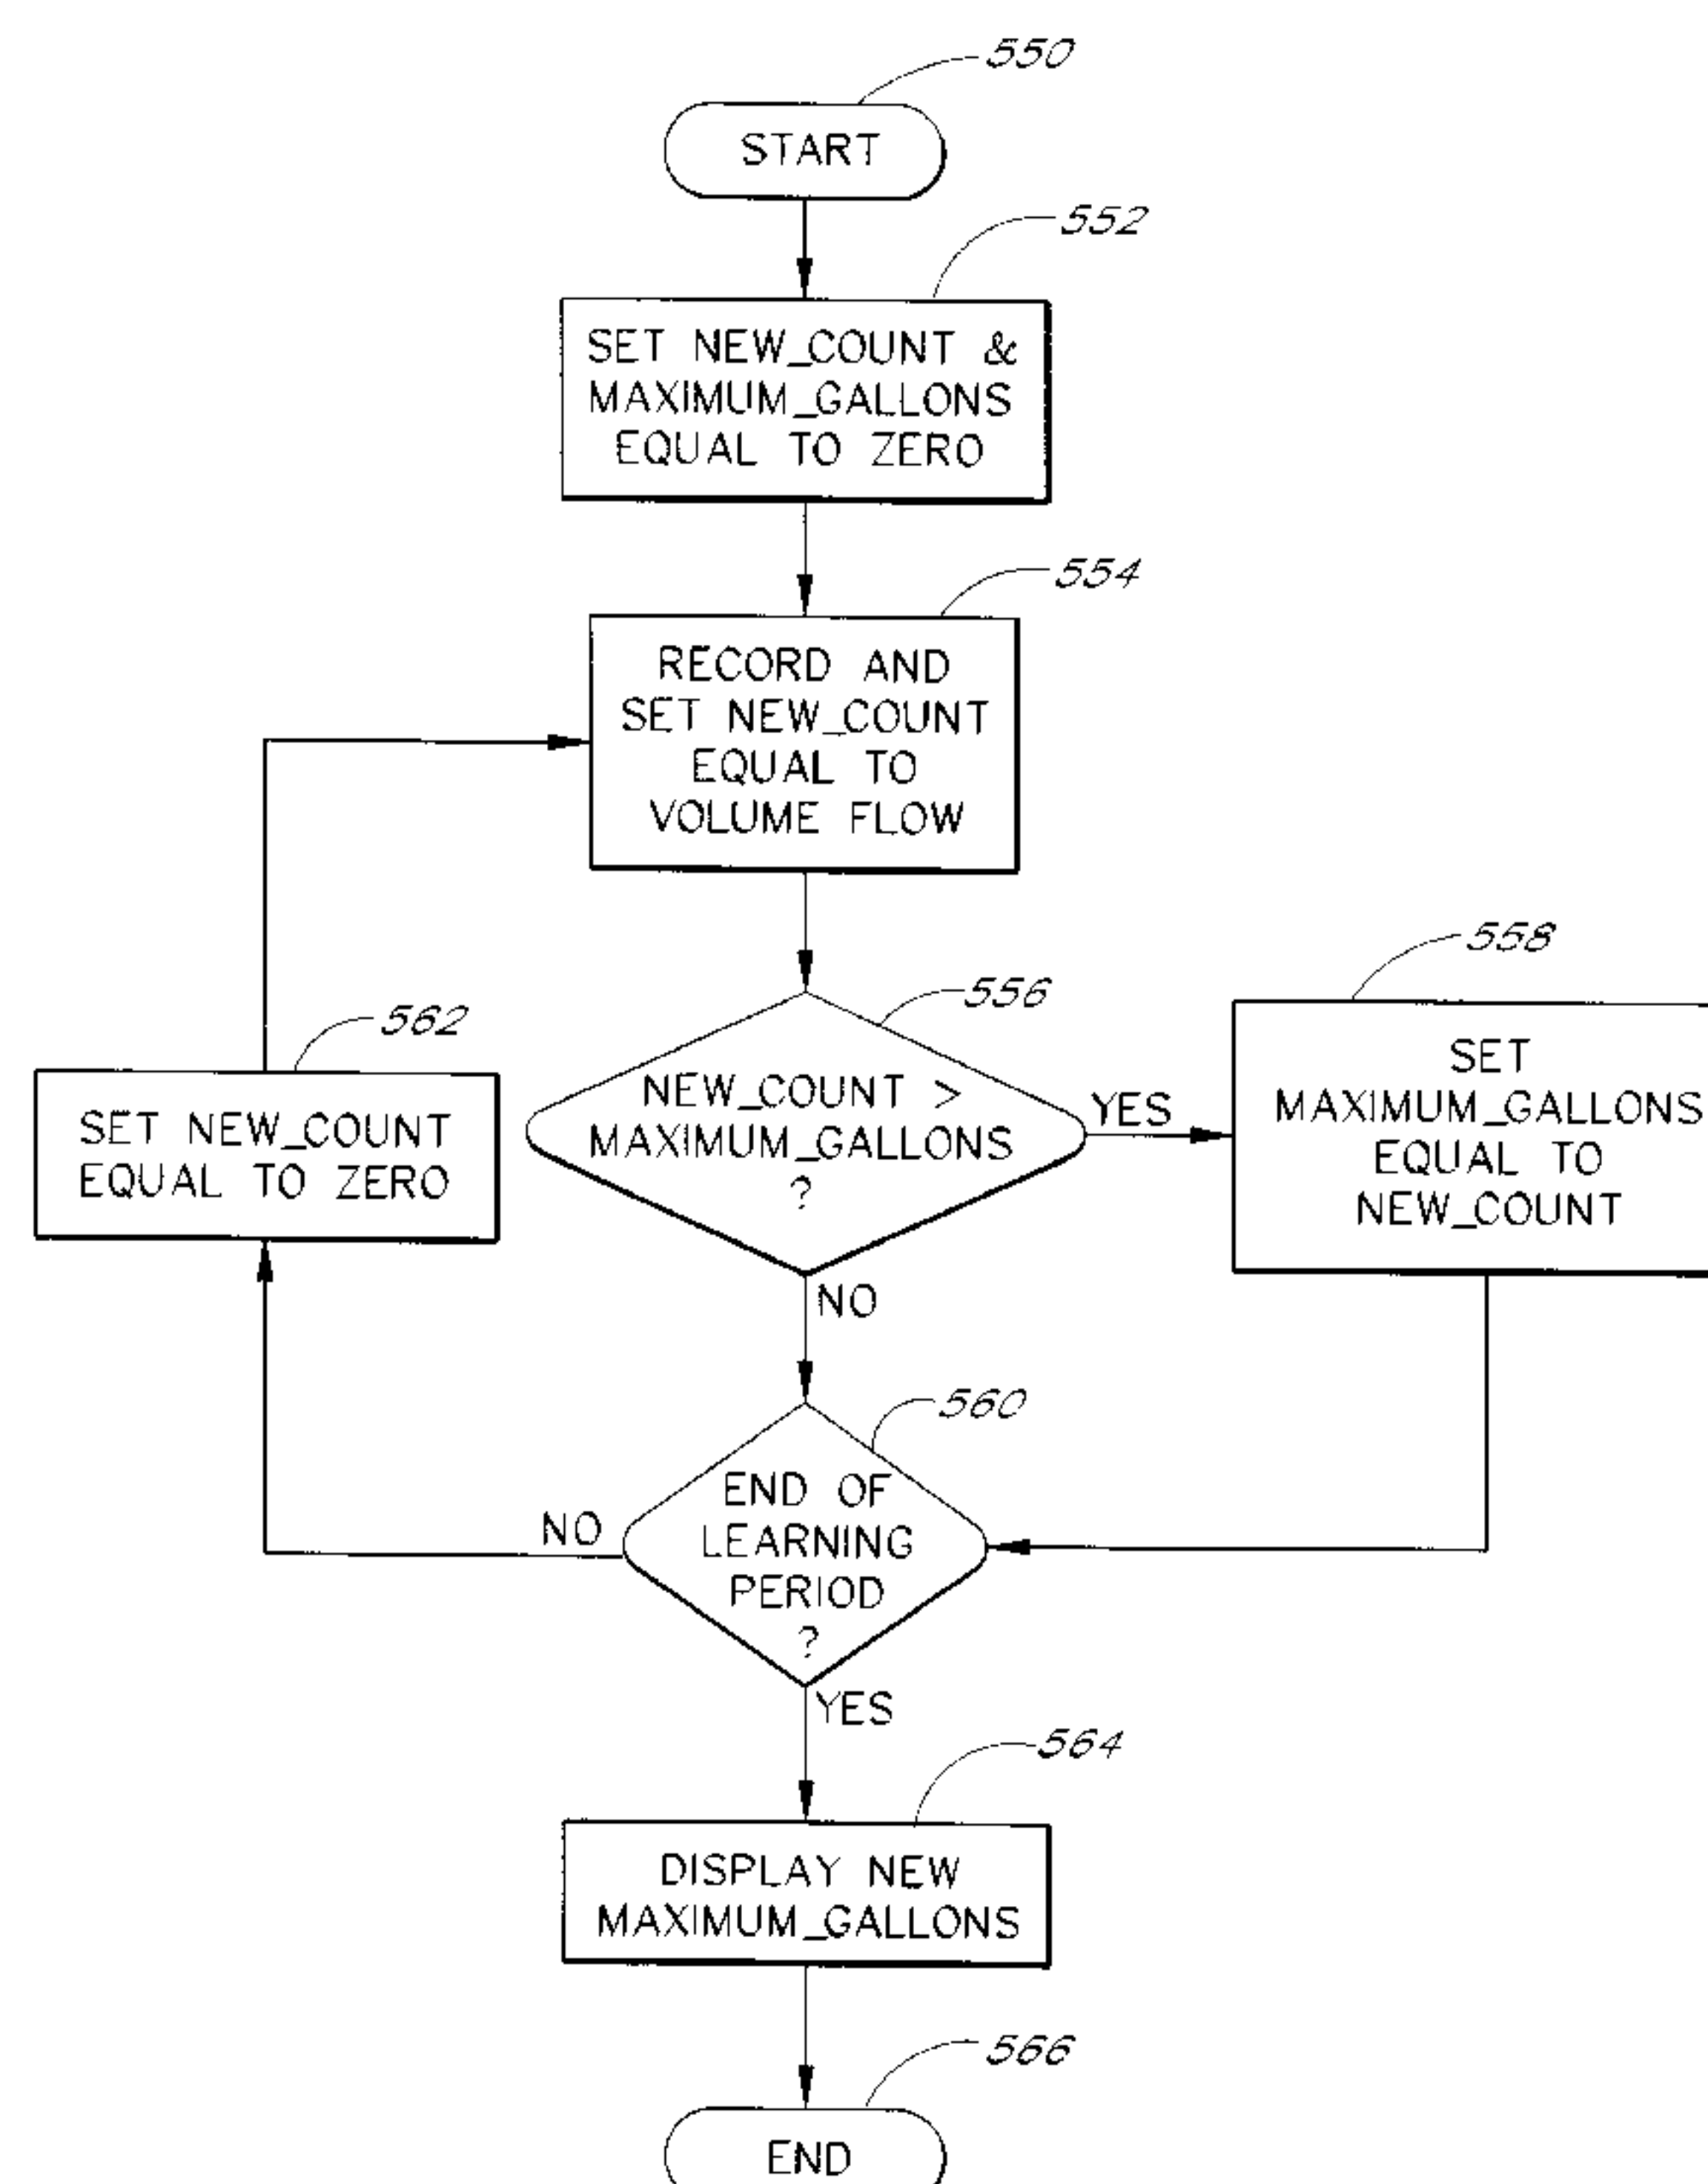 550
START
552
SET NEW_COUNT &
MAXIMUM_GALLONS
EQUAL TO ZERO
554
RECORD AND
SET NEW_COUNT
EQUAL TO
VOLUME FLOW
556
NEW_COUNT >
MAXIMUM_GALLONS
?
YES
558
SET
MAXIMUM_GALLONS
EQUAL TO
NEW_COUNT
562
SET NEW_COUNT
EQUAL TO ZERO
NO
560
END OF
LEARNING
PERIOD
?
NO
YES
564
DISPLAY NEW
MAXIMUM_GALLONS
566
END